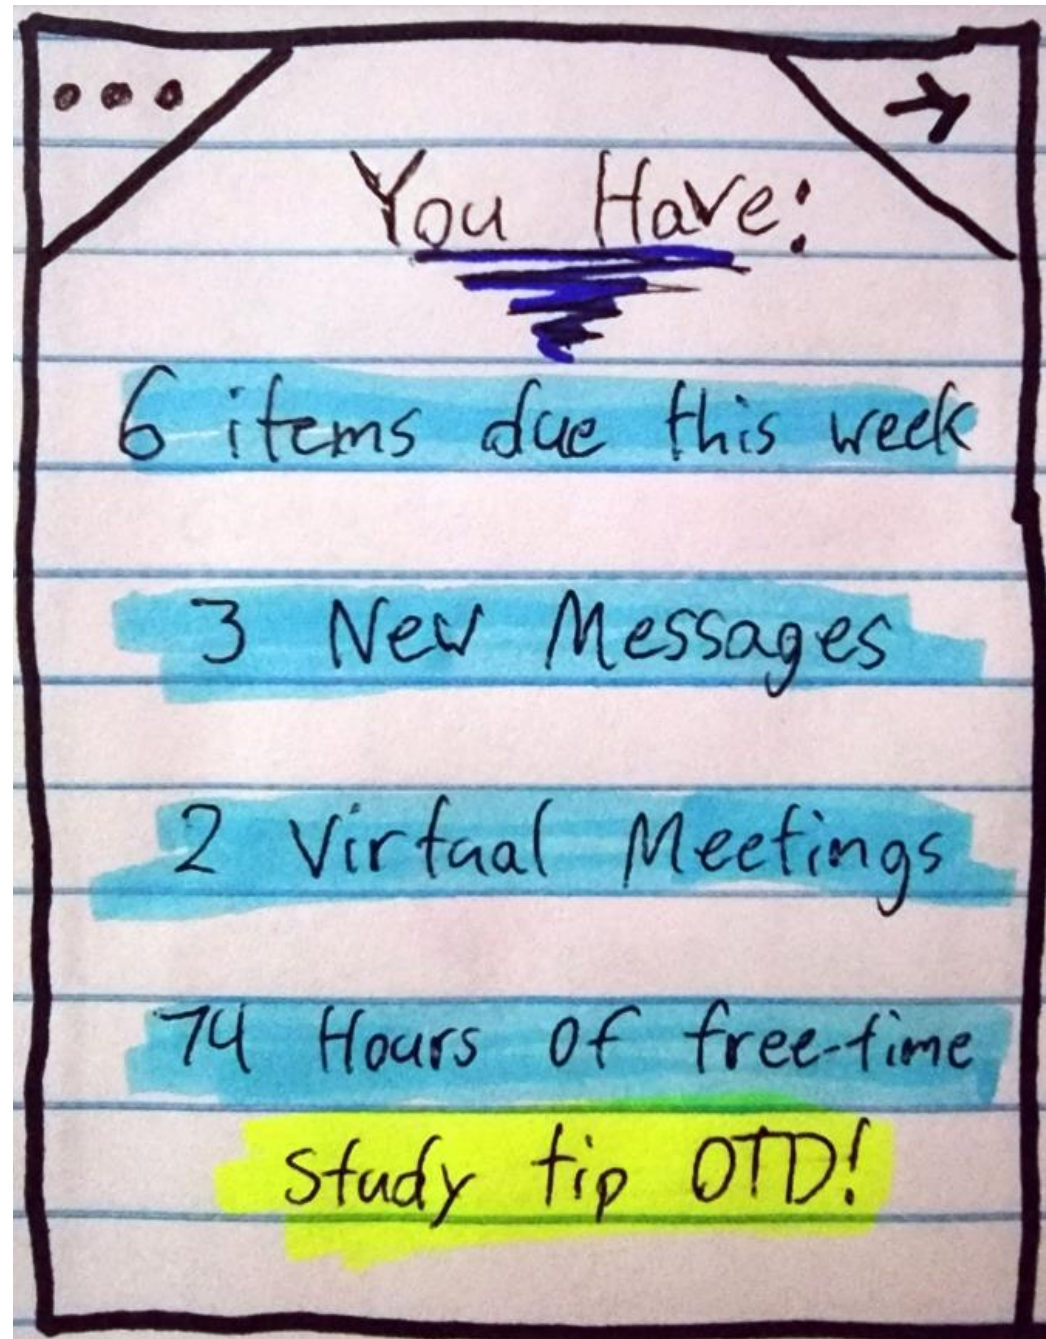 You Have:
6 items due this week
3 New Messages
2 Virtual Meetings
74 Hours of free-time
Study tip OTD!